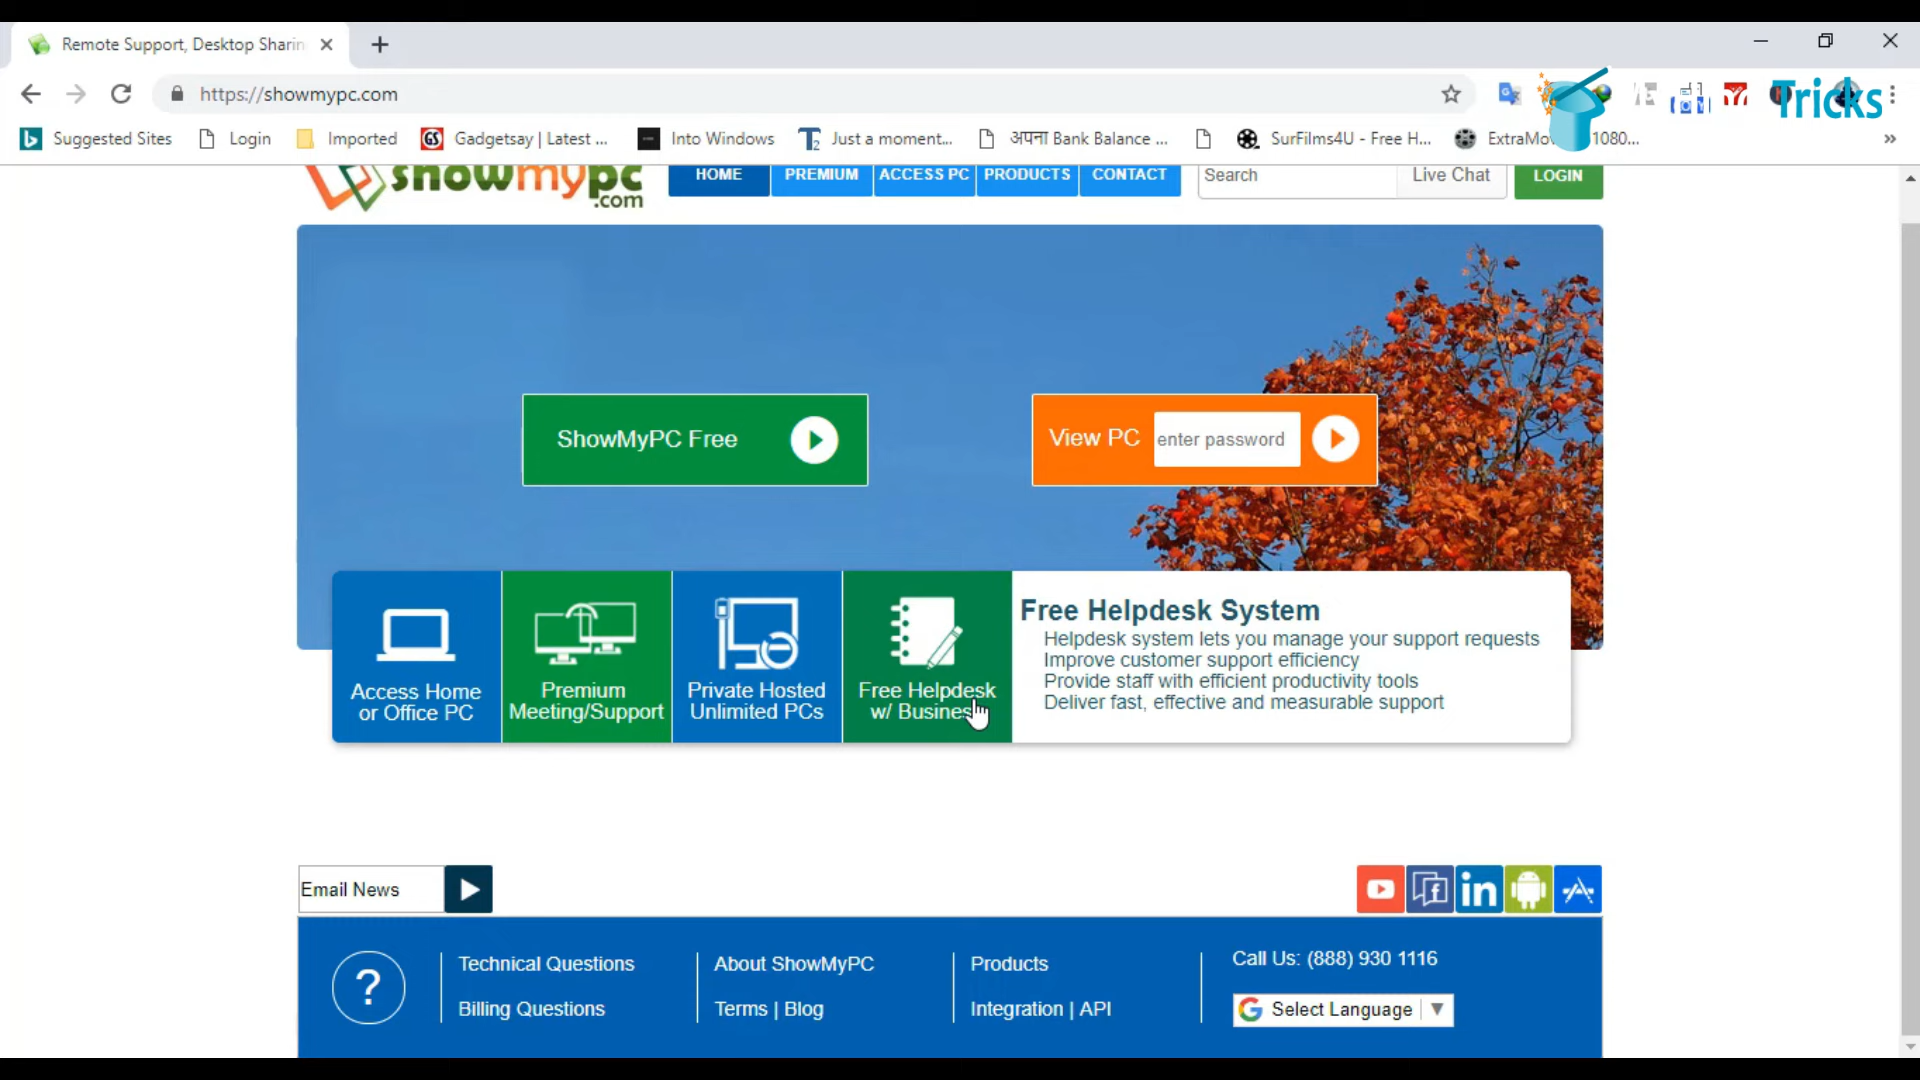 Remote Support, Desktop Sharin
https://showmypc.com
Tricks
Suggested Sites
Login
Imported
GS
Gadgetsay | Latest ...
Into Windows
Just a moment...
अपना Bank Balance ...
SurFilms4U - Free H...
ExtraMov
1080...
showmypc
.com
HOME
PREMIUM
ACCESS PC
PRODUCTS
CONTACT
Search
Live Chat
LOGIN
ShowMyPC Free
View PC
enter password
Access Home
or Office PC
Premium
Meeting/Support
Private Hosted
Unlimited PCs
Free Helpdesk
w/ Business
Free Helpdesk System
Helpdesk system lets you manage your support requests
Improve customer support efficiency
Provide staff with efficient productivity tools
Deliver fast, effective and measurable support
Email News
?
Technical Questions
Billing Questions
About ShowMyPC
Terms | Blog
Products
Integration | API
Call Us: (888) 930 1116
Select Language